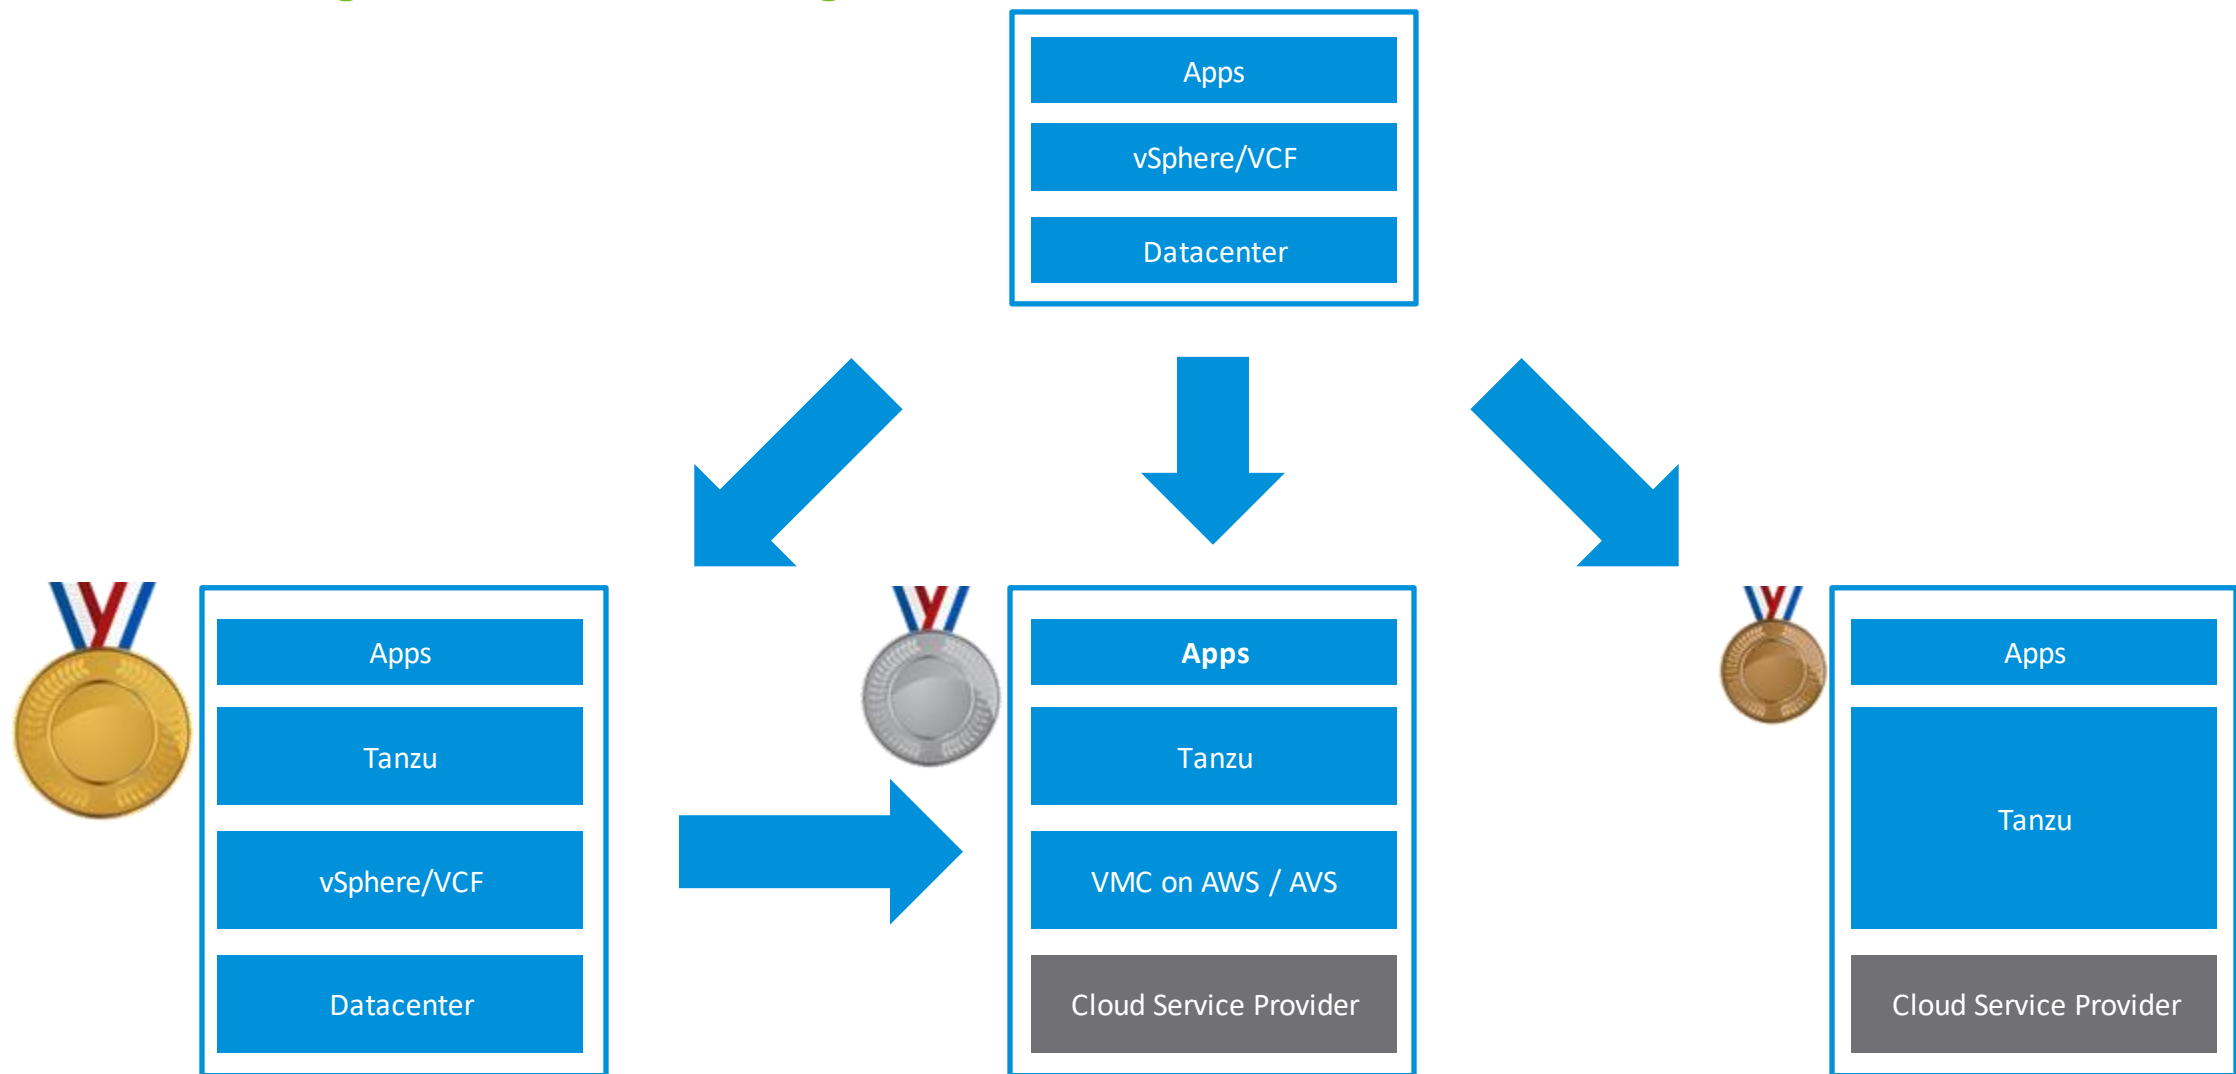 Apps
vSphere/VCF
Datacenter
Apps
Tanzu
vSphere/VCF
Datacenter
Apps
Tanzu
VMC on AWS / AVS
Cloud Service Provider
Apps
Tanzu
Cloud Service Provider